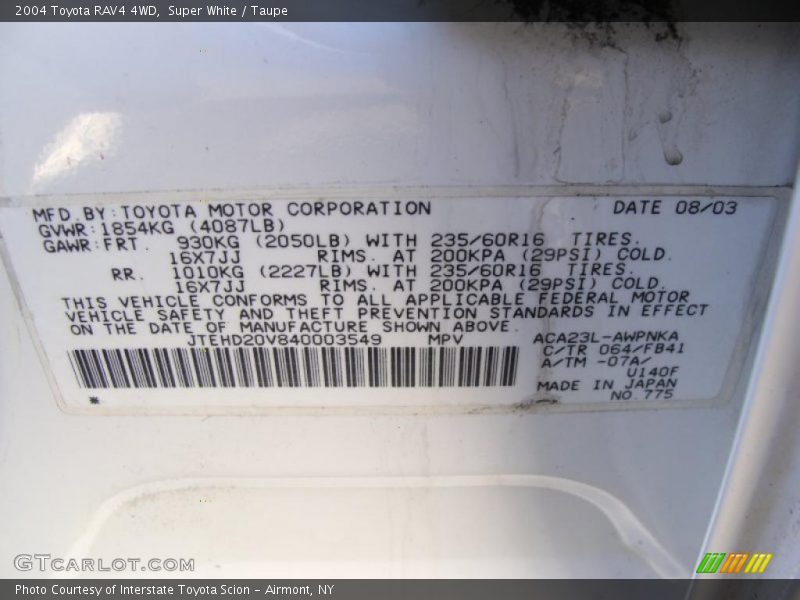 2004 Toyota RAV4 4WD,  Super White / Taupe
MFD.BY:TOYOTA MOTOR CORPORATION DATE 08/03
GVWR:1854KG (4087LB)
GAWR:FRT. 930KG (2050LB) WITH 235/60R16 TIRES.
16X7JJ RIMS. AT 200KPA (29PSI) COLD.
RR. 1010KG (2227LB) WITH 235/60R16 TIRES.
16X7JJ RIMS. AT 200KPA (29PSI) COLD.
THIS VEHICLE CONFORMS TO ALL APPLICABLE FEDERAL MOTOR
VEHICLE SAFETY AND THEFT PREVENTION STANDARDS IN EFFECT
ON THE DATE OF MANUFACTURE SHOWN ABOVE.
JTEHD20V840003549 MPV ACA23L-AWPNKA
C/TR 064/FB41
A/TM -07A/
U140F
MADE IN JAPAN
NO.775
*
GTcarlot.com
Photo Courtesy of Interstate Toyota Scion - Airmont, NY